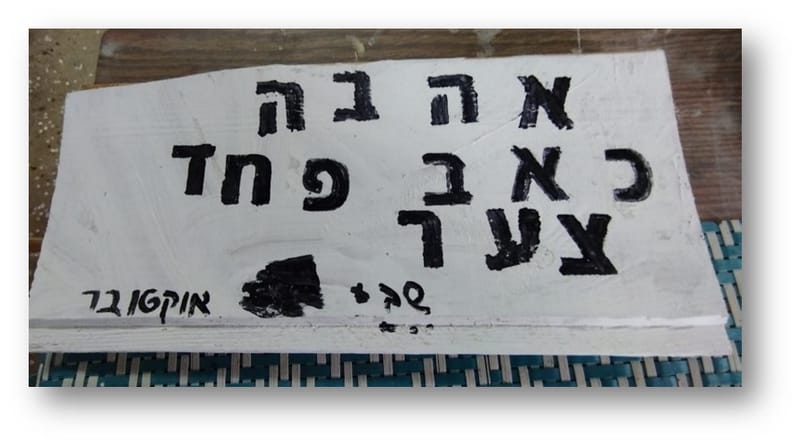 אהבה
כאב פחד
צער
אוקטובר